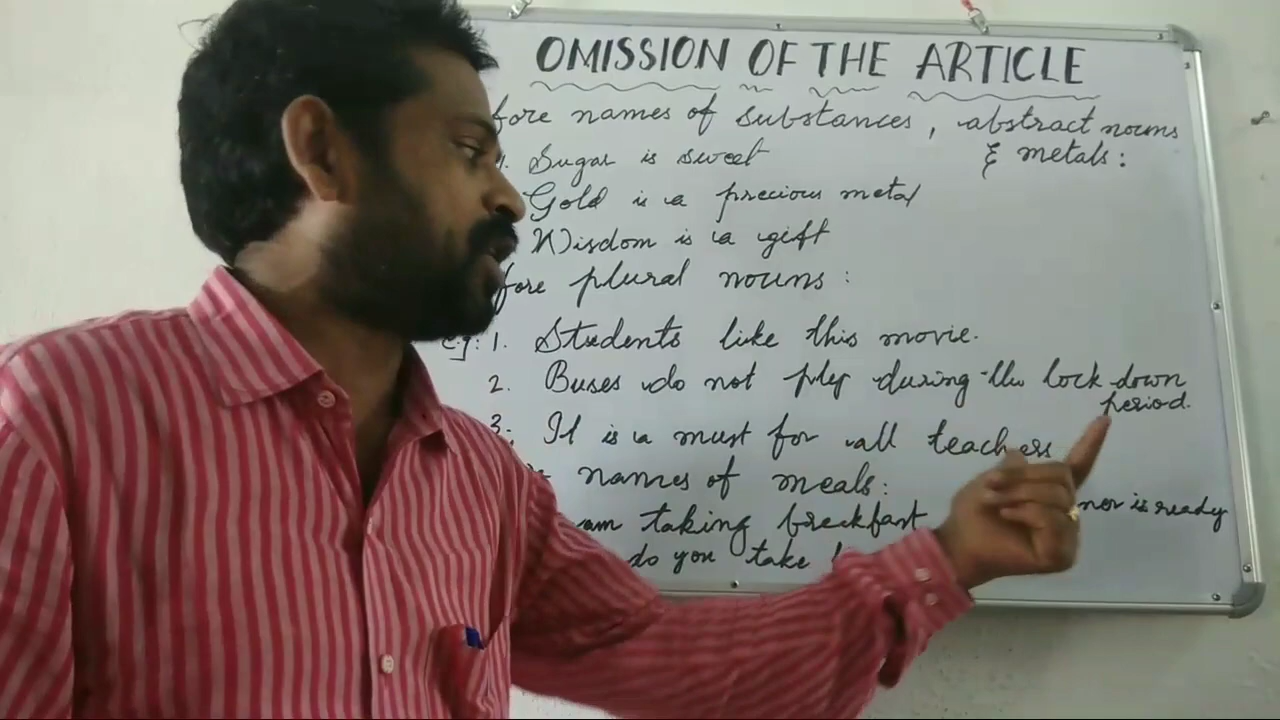 OMISSION OF THE ARTICLE
fore names of substances, abstract nouns
& metals:
1. Sugar is sweet
Gold is a precious metal
Wisdom is a gift
fore plural nouns:
e.g: 1. Students like this movie.
2. Buses do not ply during the lock down
period.
3. It is a must for all teachers
names of meals:
am taking breakfast
ner is ready
do you take